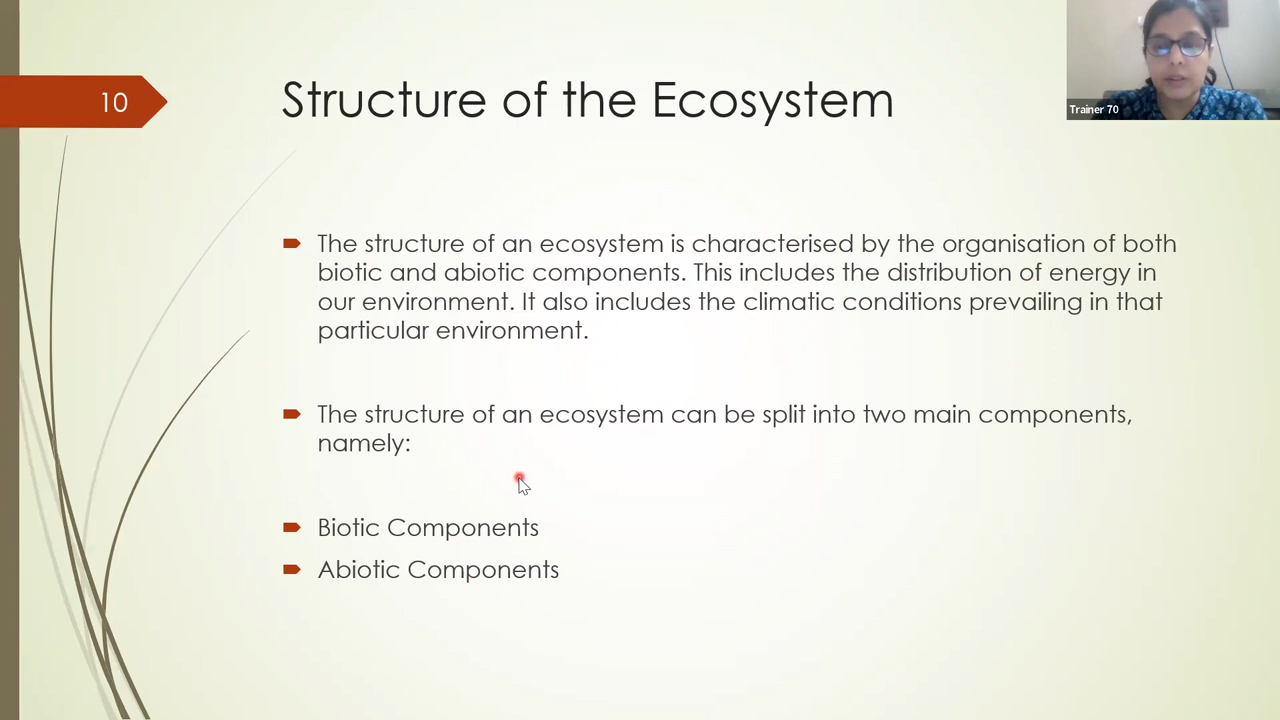 10
Structure of the Ecosystem
Trainer 70
The structure of an ecosystem is characterised by the organisation of both
biotic and abiotic components. This includes the distribution of energy in
our environment. It also includes the climatic conditions prevailing in that
particular environment.
The structure of an ecosystem can be split into two main components,
namely:
Biotic Components
Abiotic Components